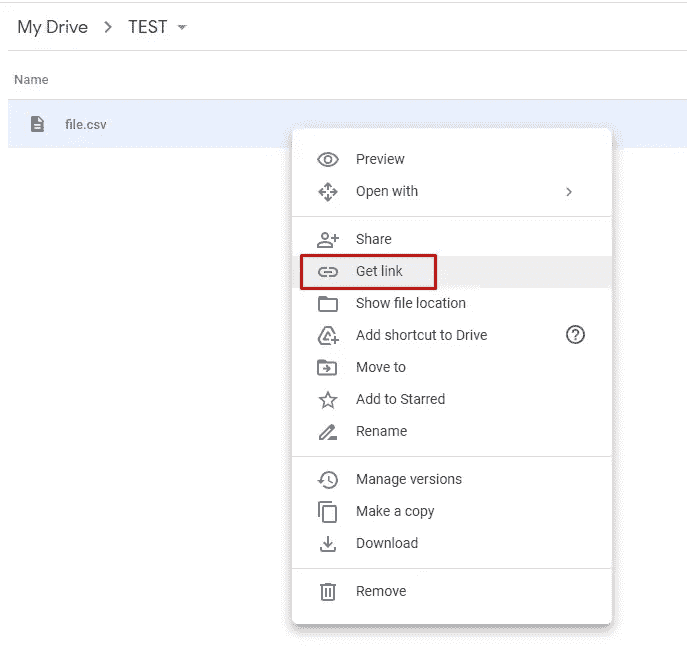 My Drive > TEST
Name
file.csv
Preview
Open with
Share
Get link
Show file location
Add shortcut to Drive ?
Move to
Add to Starred
Rename
Manage versions
Make a copy
Download
Remove